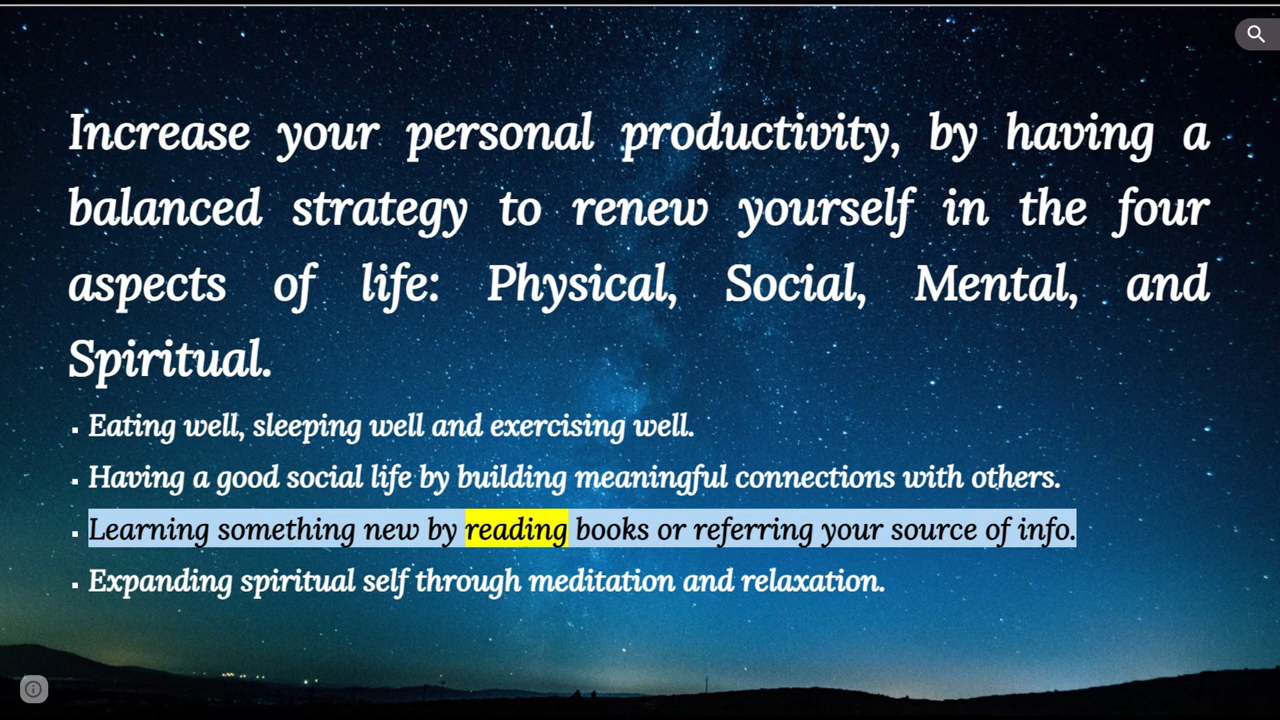 Increase your personal productivity, by having a
balanced strategy to renew yourself in the four
aspects of life: Physical, Social, Mental, and
Spiritual.
Eating well, sleeping well and exercising well.
Having a good social life by building meaningful connections with others.
Learning something new by reading books or referring your source of info.
Expanding spiritual self through meditation and relaxation.